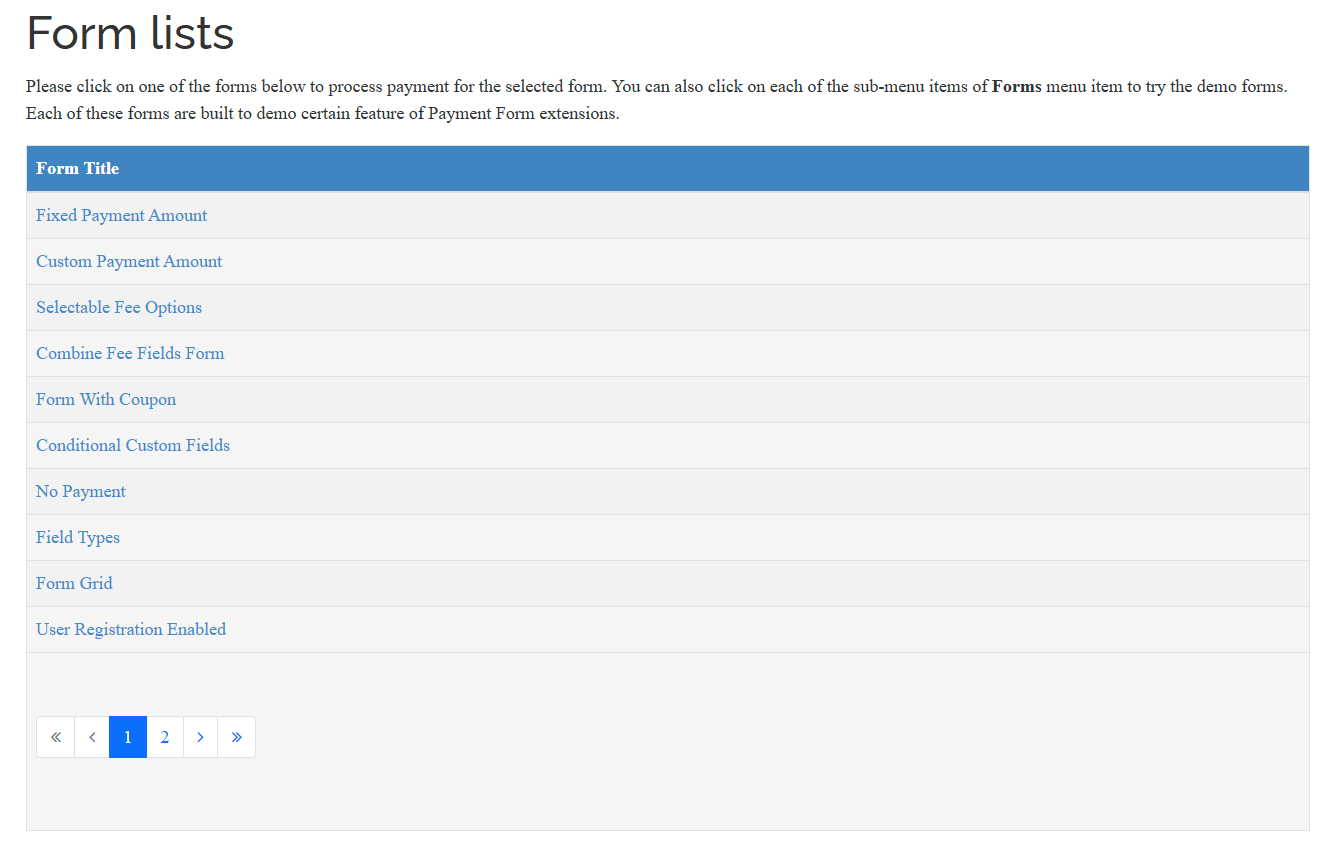 Form lists
Please click on one of the forms below to process payment for the selected form. You can also click on each of the sub-menu items of Forms menu item to try the demo forms.
Each of these forms are built to demo certain feature of Payment Form extensions.
Form Title
Fixed Payment Amount
Custom Payment Amount
Selectable Fee Options
Combine Fee Fields Form
Form With Coupon
Conditional Custom Fields
No Payment
Field Types
Form Grid
User Registration Enabled
« ‹ 1 2 › »